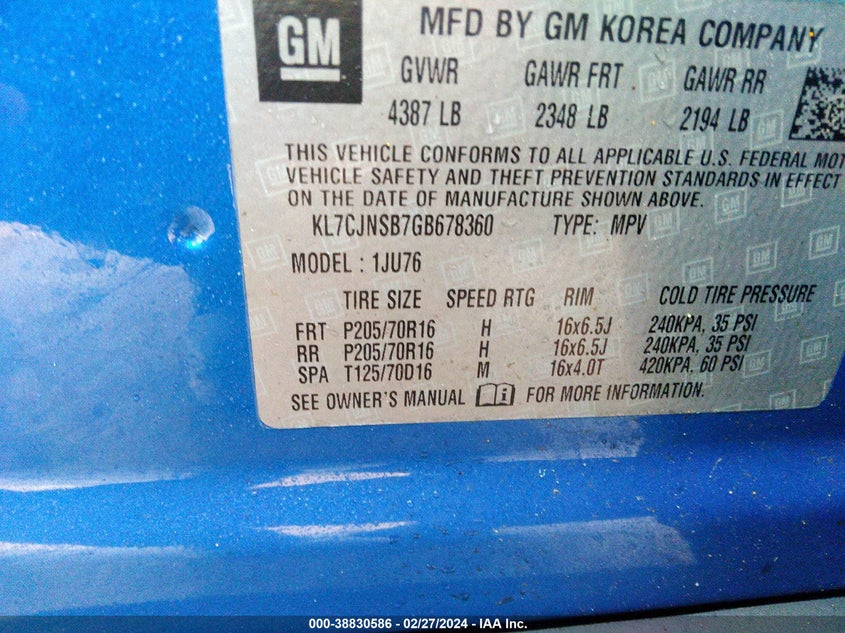 GM
MFD BY GM KOREA COMPANY
GVWR GAWR FRT GAWR RR
4387 LB 2348 LB 2194 LB
THIS VEHICLE CONFORMS TO ALL APPLICABLE U.S. FEDERAL MOT
VEHICLE SAFETY AND THEFT PREVENTION STANDARDS IN EFFECT
ON THE DATE OF MANUFACTURE SHOWN ABOVE.
KL7CJNSB7GB678360 TYPE: MPV
MODEL : 1JU76
TIRE SIZE SPEED RTG RIM COLD TIRE PRESSURE
FRT P205/70R16 H 16x6.5J 240KPA, 35 PSI
RR P205/70R16 H 16x6.5J 240KPA, 35 PSI
SPA T125/70D16 M 16x4.0T 420KPA, 60 PSI
SEE OWNER'S MANUAL FOR MORE INFORMATION.
000-38830586 - 02/27/2024 - IAA Inc.